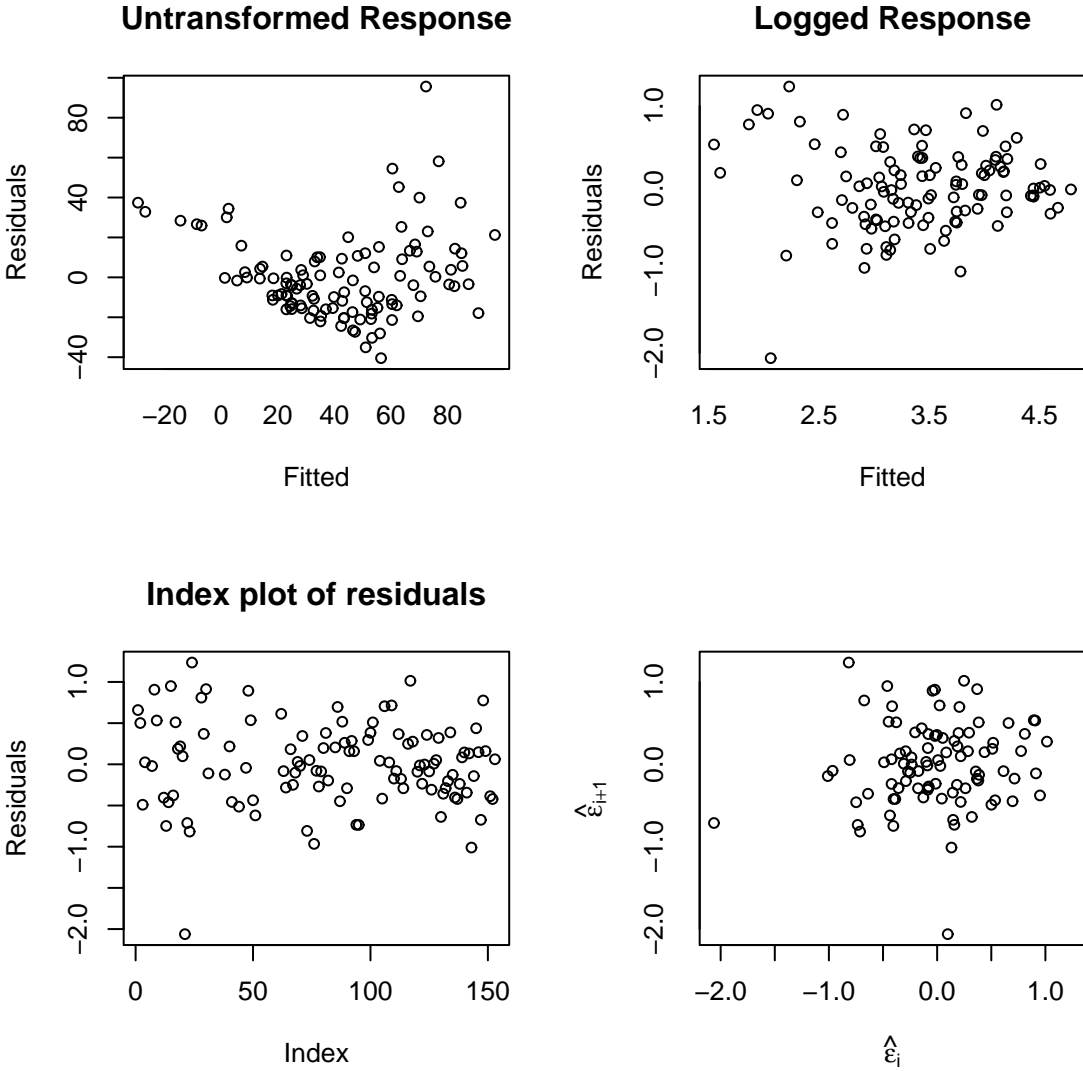 Untransformed Response
Residuals
80
40
0
−40
−20 0 20 40 60 80
Fitted
Logged Response
Residuals
1.0
0.0
−1.0
−2.0
1.5 2.5 3.5 4.5
Fitted
Index plot of residuals
Residuals
1.0
0.0
−1.0
−2.0
0 50 100 150
Index
ε̂i+1
1.0
0.0
−1.0
−2.0
−2.0 −1.0 0.0 1.0
ε̂i